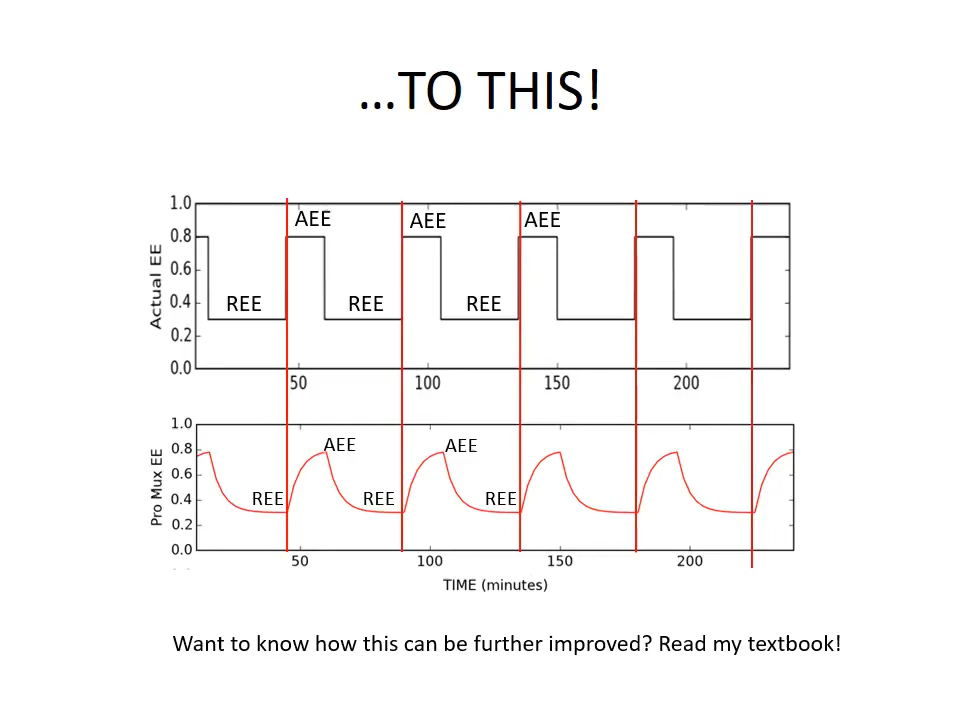 ...TO THIS!
1.0
AEE AEE AEE
0.8
0.6
Actual EE
0.4
REE REE REE
0.2
0.0
50 100 150 200
1.0
0.8
AEE AEE
0.6
Pro Mux EE
0.4
REE REE REE
0.2
0.0
50 100 150 200
TIME (minutes)
Want to know how this can be further improved? Read my textbook!